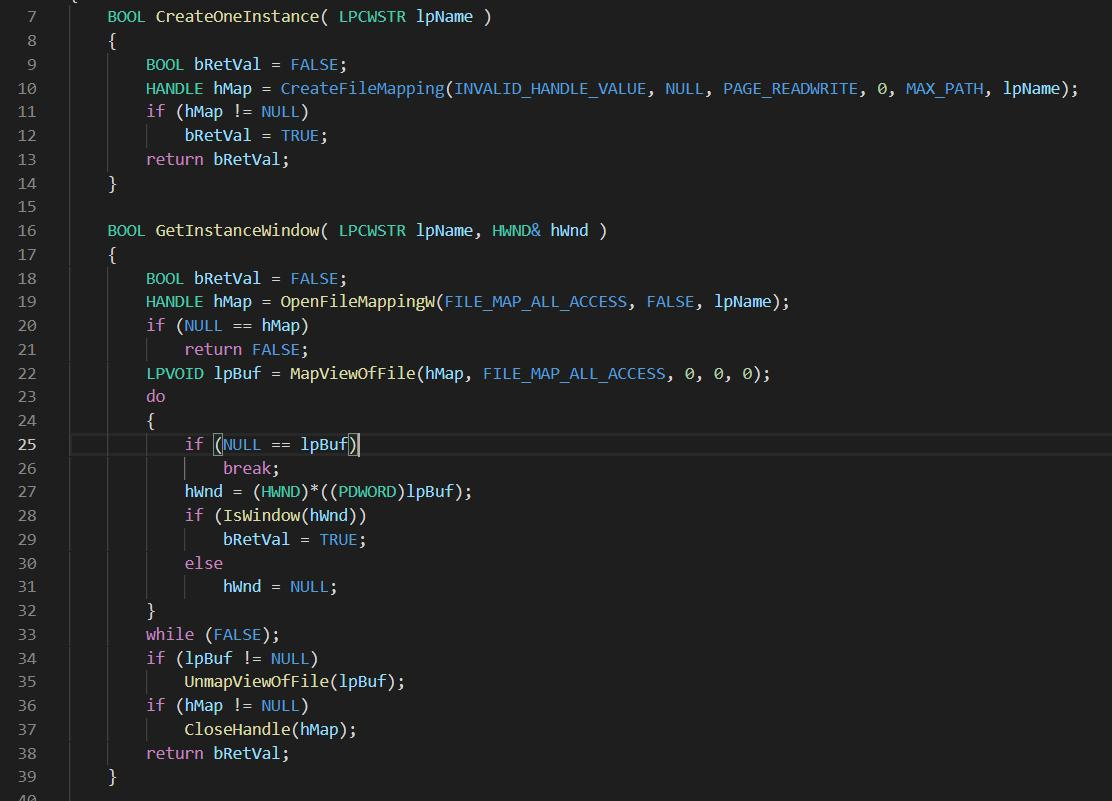 7 BOOL CreateOneInstance( LPCWSTR lpName )
8 {
9 BOOL bRetVal = FALSE;
10 HANDLE hMap = CreateFileMapping(INVALID_HANDLE_VALUE, NULL, PAGE_READWRITE, 0, MAX_PATH, lpName);
11 if (hMap != NULL)
12 bRetVal = TRUE;
13 return bRetVal;
14 }
15
16 BOOL GetInstanceWindow( LPCWSTR lpName, HWND& hWnd )
17 {
18 BOOL bRetVal = FALSE;
19 HANDLE hMap = OpenFileMappingW(FILE_MAP_ALL_ACCESS, FALSE, lpName);
20 if (NULL == hMap)
21 return FALSE;
22 LPVOID lpBuf = MapViewOfFile(hMap, FILE_MAP_ALL_ACCESS, 0, 0, 0);
23 do
24 {
25 if (NULL == lpBuf)
26 break;
27 hWnd = (HWND)*((PDWORD)lpBuf);
28 if (IsWindow(hWnd))
29 bRetVal = TRUE;
30 else
31 hWnd = NULL;
32 }
33 while (FALSE);
34 if (lpBuf != NULL)
35 UnmapViewOfFile(lpBuf);
36 if (hMap != NULL)
37 CloseHandle(hMap);
38 return bRetVal;
39 }